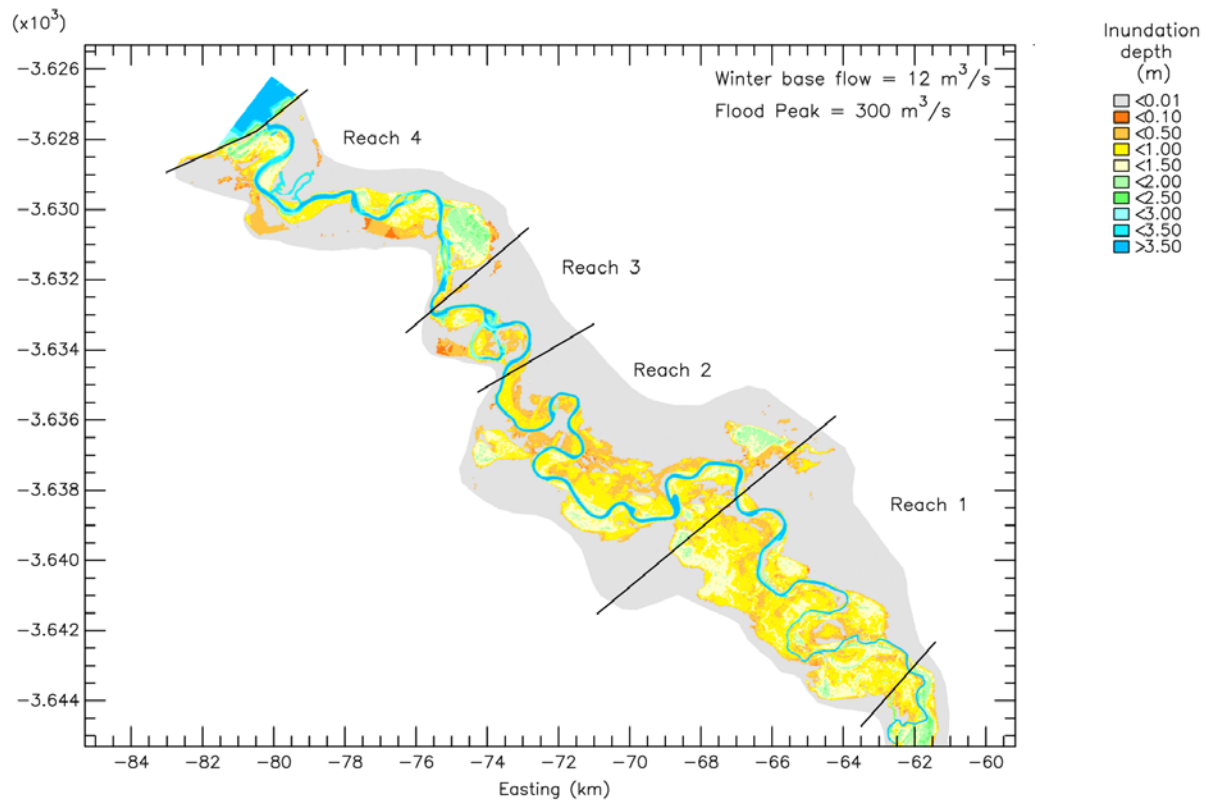 (x10³)
Inundation
depth
(m)
<0.01
<0.10
<0.50
<1.00
<1.50
<2.00
<2.50
<3.00
<3.50
>3.50
Winter base flow = 12 m³/s
Flood Peak = 300 m³/s
Reach 4
Reach 3
Reach 2
Reach 1
−3.626
−3.628
−3.630
−3.632
−3.634
−3.636
−3.638
−3.640
−3.642
−3.644
−84 −82 −80 −78 −76 −74 −72 −70 −68 −66 −64 −62 −60
Easting (km)